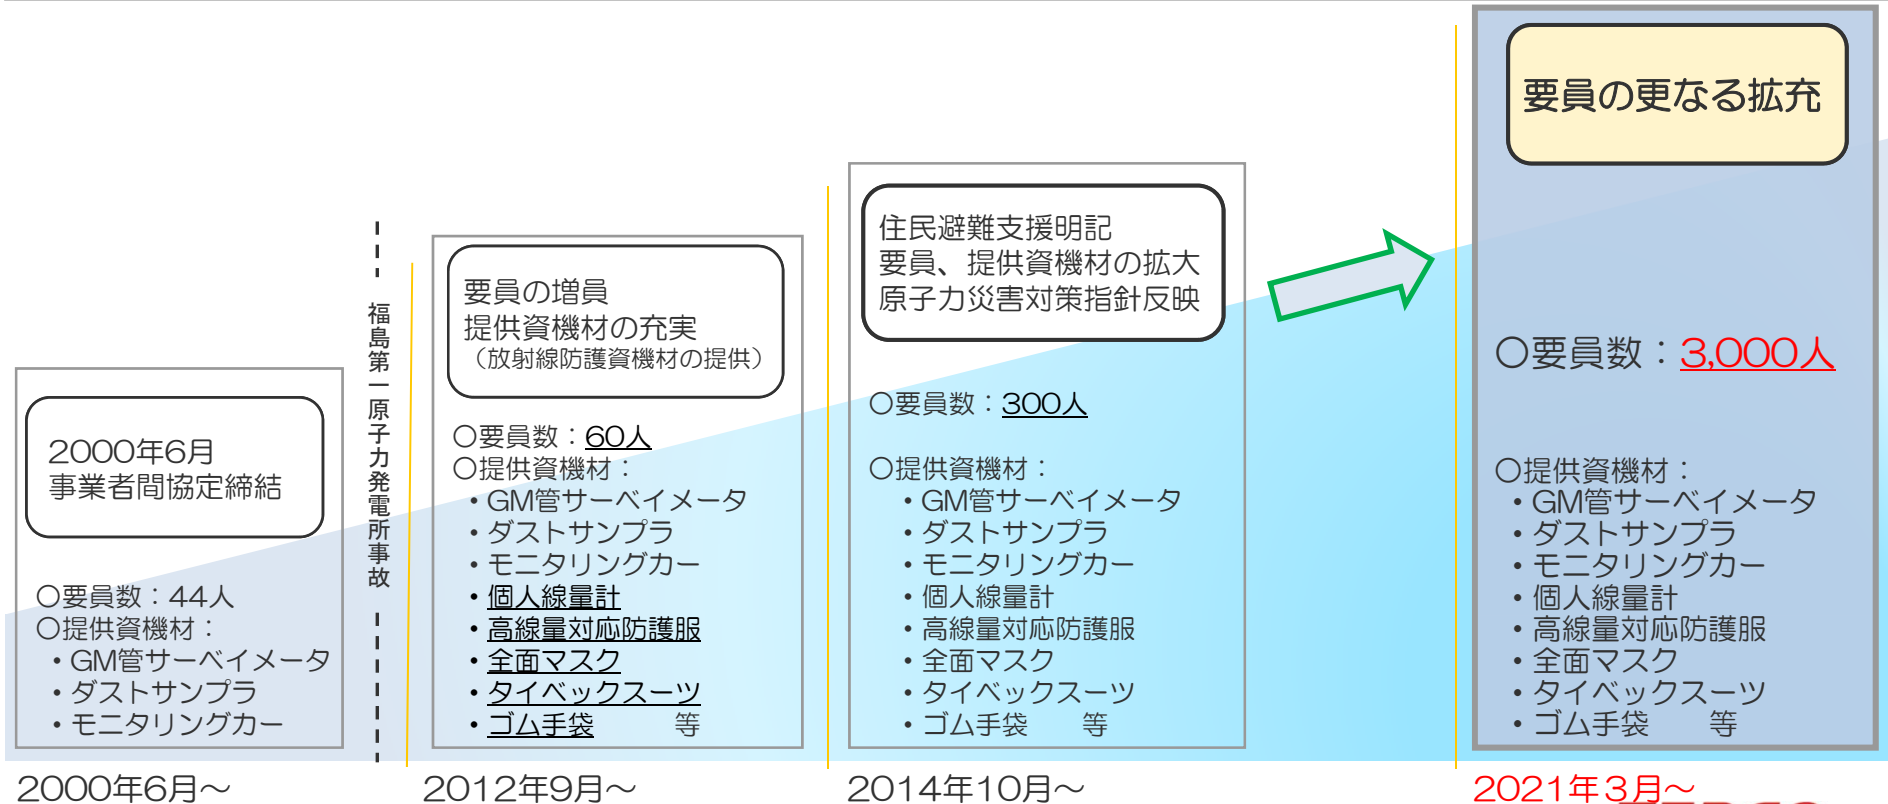 2000年6月
事業者間協定締結
〇要員数：44人
〇提供資機材：
・GM管サーベイメータ
・ダストサンプラ
・モニタリングカー
2000年6月～
福島第一原子力発電所事故
要員の増員
提供資機材の充実
（放射線防護資機材の提供）
〇要員数：60人
〇提供資機材：
・GM管サーベイメータ
・ダストサンプラ
・モニタリングカー
・個人線量計
・高線量対応防護服
・全面マスク
・タイベックスーツ
・ゴム手袋　　　等
2012年9月～
住民避難支援明記
要員、提供資機材の拡大
原子力災害対策指針反映
〇要員数：300人
〇提供資機材：
・GM管サーベイメータ
・ダストサンプラ
・モニタリングカー
・個人線量計
・高線量対応防護服
・全面マスク
・タイベックスーツ
・ゴム手袋　　等
2014年10月～
要員の更なる拡充
〇要員数：3,000人
〇提供資機材：
・GM管サーベイメータ
・ダストサンプラ
・モニタリングカー
・個人線量計
・高線量対応防護服
・全面マスク
・タイベックスーツ
・ゴム手袋　　等
2021年３月～